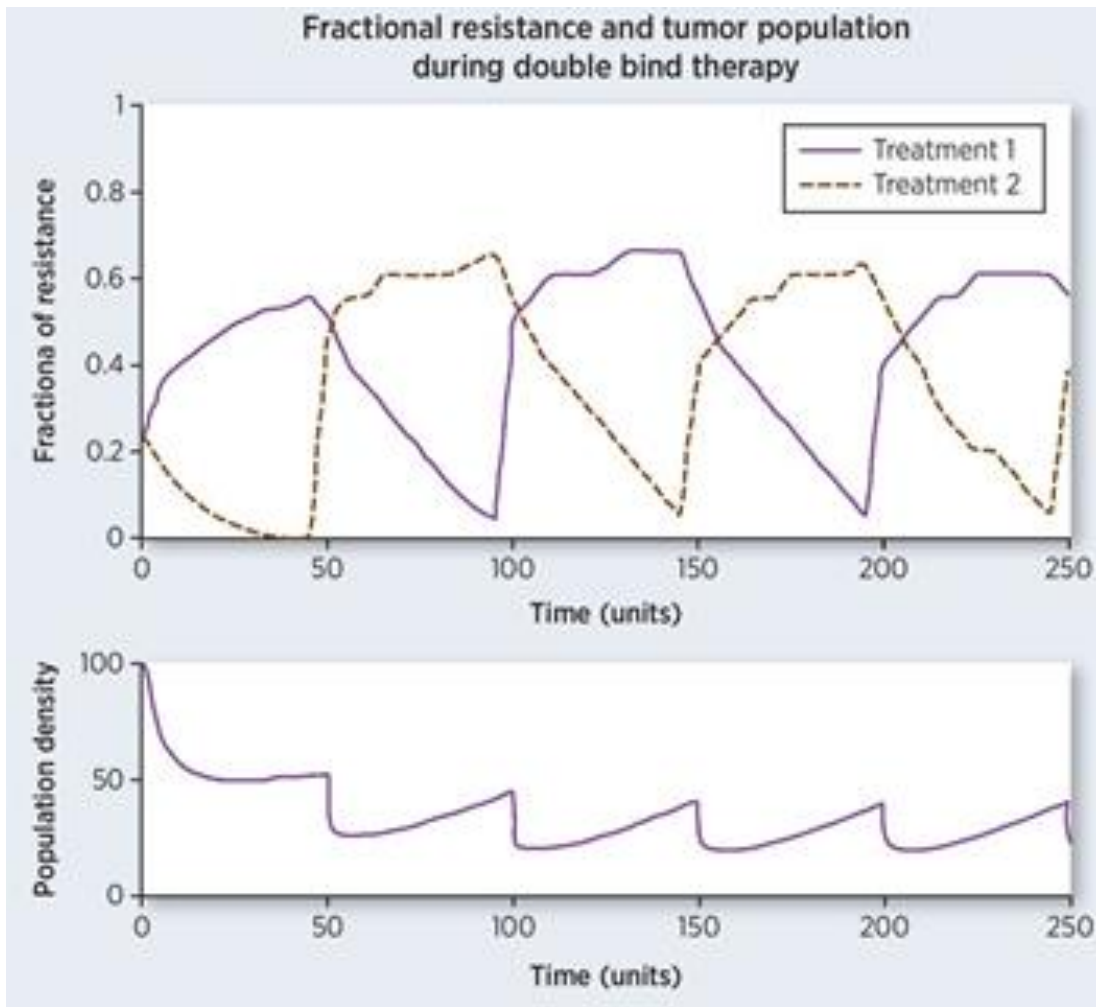 Fractional resistance and tumor population
during double bind therapy
Fractiona of resistance
1
0.8
0.6
0.4
0.2
0
Treatment 1
Treatment 2
0 50 100 150 200 250
Time (units)
Population density
100
50
0
0 50 100 150 200 250
Time (units)